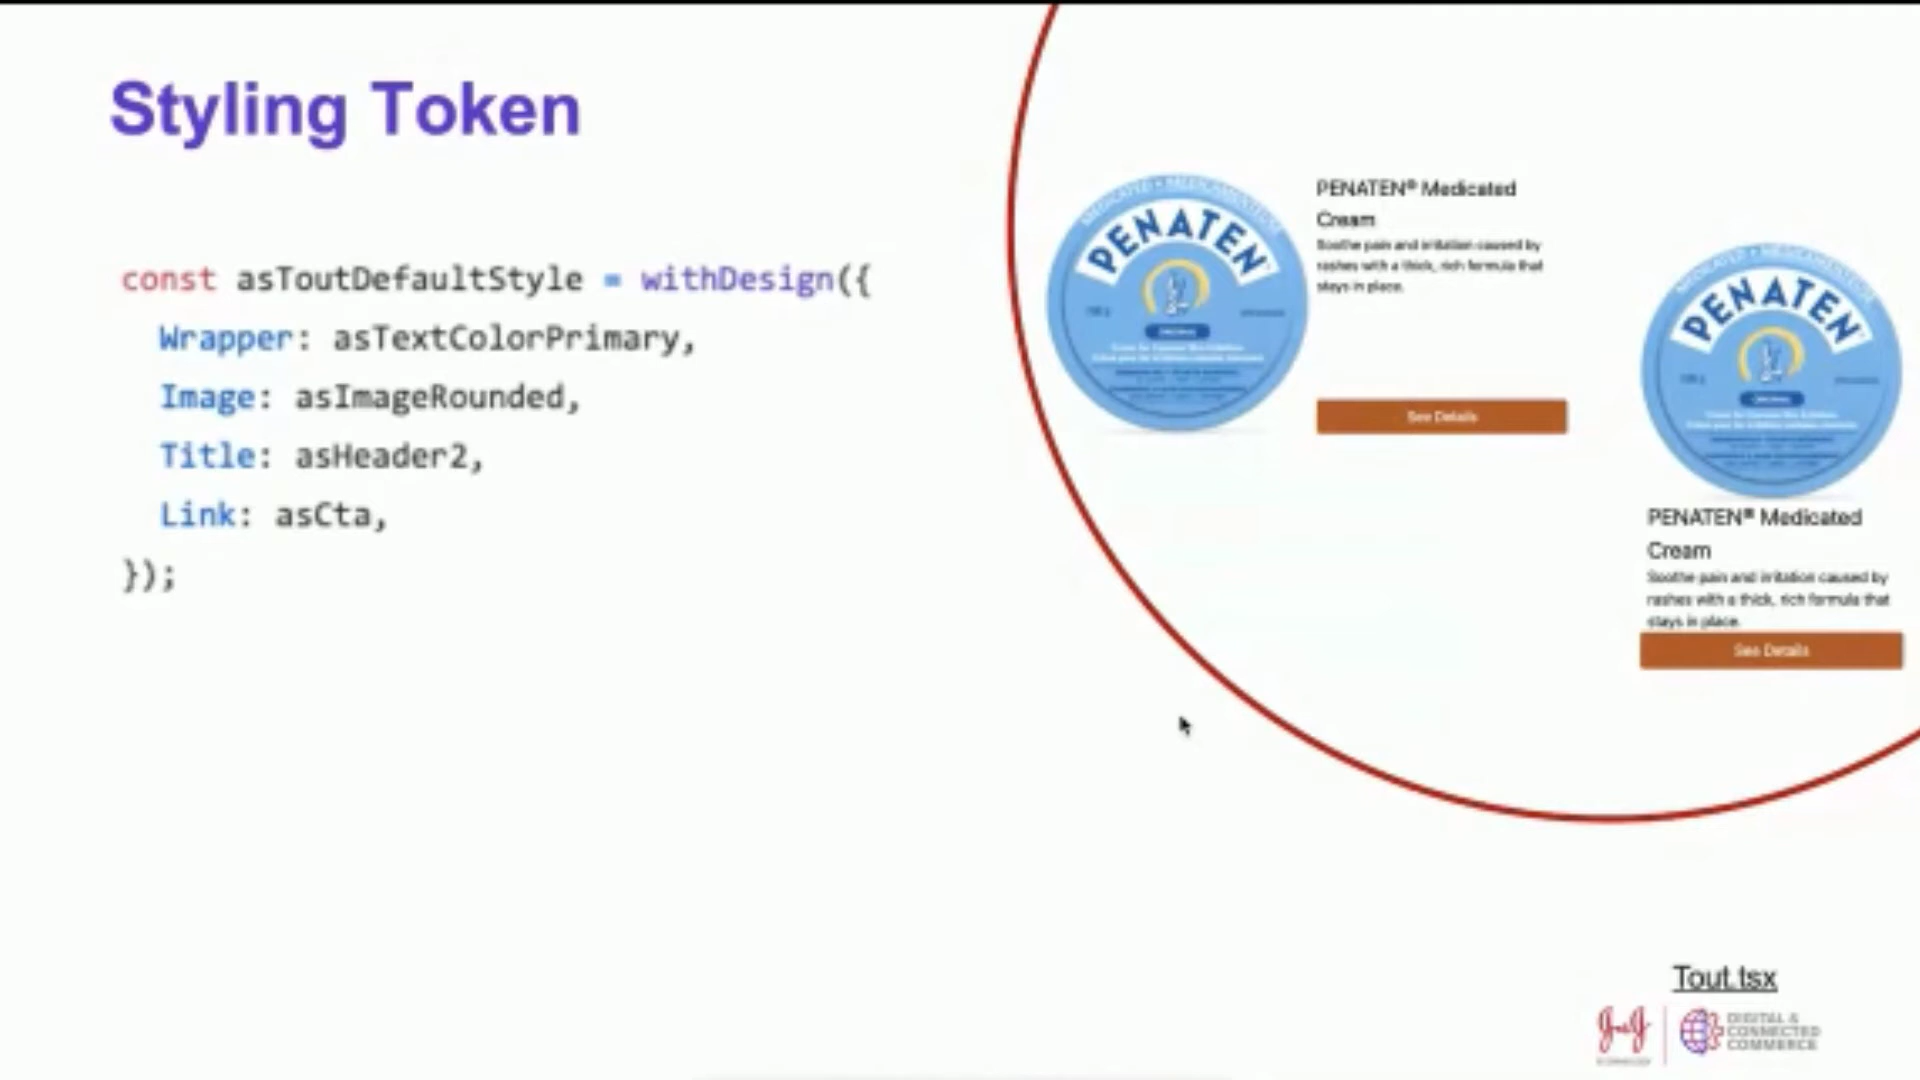 Styling Token
const asToutDefaultStyle = withDesign({
Wrapper: asTextColorPrimary,
Image: asImageRounded,
Title: asHeader2,
Link: asCta,
});
PENATEN
PENATEN® Medicated
Cream
Soothe pain and irritation caused by
rashes with a thick, rich formula that
stays in place.
See Details
PENATEN
PENATEN® Medicated
Cream
Soothe pain and irritation caused by
rashes with a thick, rich formula that
stays in place.
See Details
Tout.tsx
J&J
DIGITAL &
CONNECTED
COMMERCE